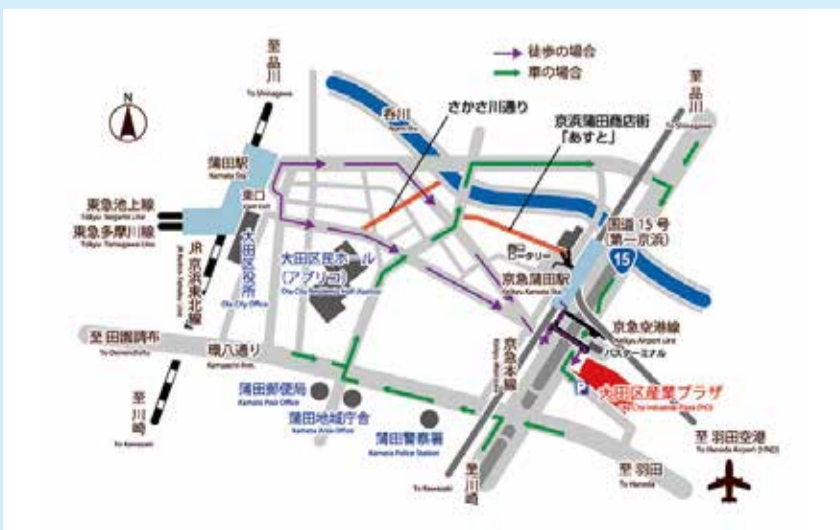 至品川
To Shinagawa
徒歩の場合
車の場合
至品川
To Shinagawa
N
呑川
さかさ川通り
京浜蒲田商店街
「あすと」
蒲田駅
Kamata Sta.
東口
East Exit
東急池上線
Tokyu Ikegami Line
東急多摩川線
Tokyu Tamagawa Line
JR京浜東北線
大田区役所
Ota City Office
大田区民ホール
(アプリコ)
西口
ロータリー
京急蒲田駅
Keikyu Kamata Sta.
国道15号
(第一京浜)
15
京急空港線
Keikyu Airport Line
バスターミナル
京急本線
至 田園調布
To Denenchofu
環八通り
Kampachi Ave.
蒲田郵便局
Kamata Post Office
蒲田地域庁舎
Kamata Area Office
蒲田警察署
Kamata Police Station
P
大田区産業プラザ
至川崎
To Kawasaki
至川崎
To Kawasaki
至 羽田
To Haneda
至 羽田空港
To Haneda Airport (HND)